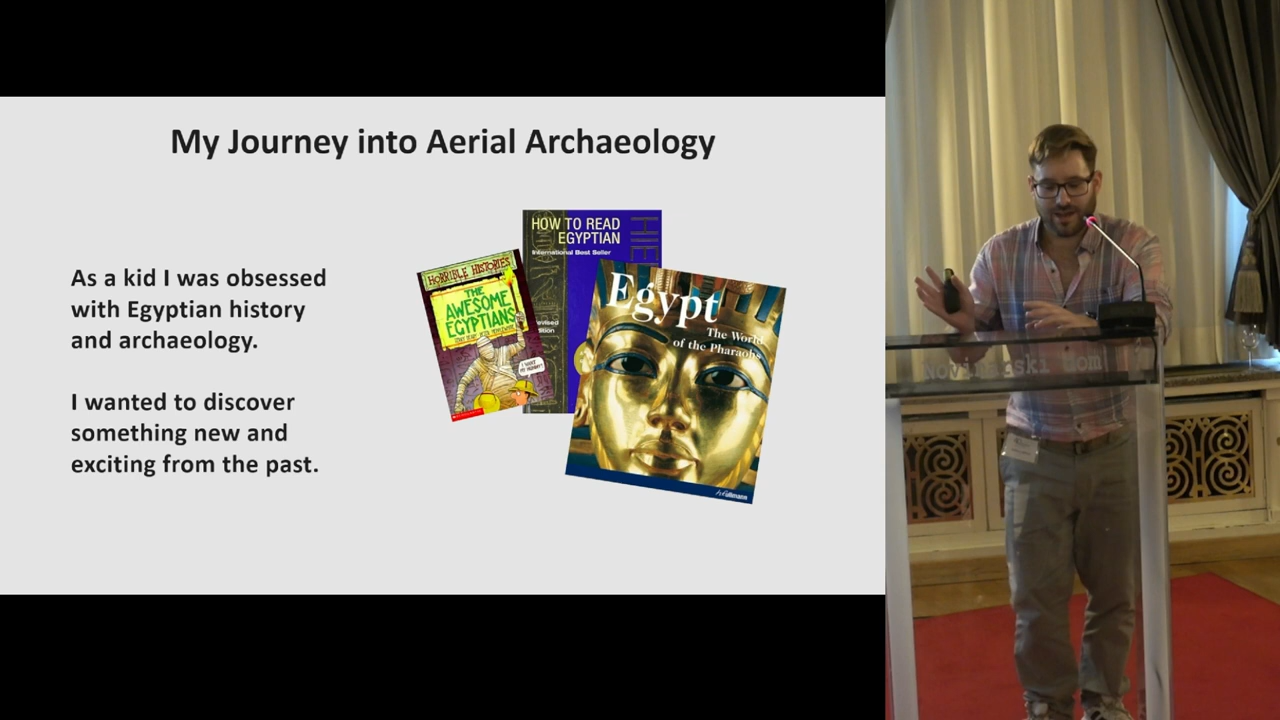 My Journey into Aerial Archaeology
As a kid I was obsessed
with Egyptian history
and archaeology.
I wanted to discover
something new and
exciting from the past.
HORRIBLE HISTORIES
THE
AWESOME
EGYPTIANS
HOW TO READ
EGYPTIAN
International Best Seller
Egypt
The World
of the Pharaohs